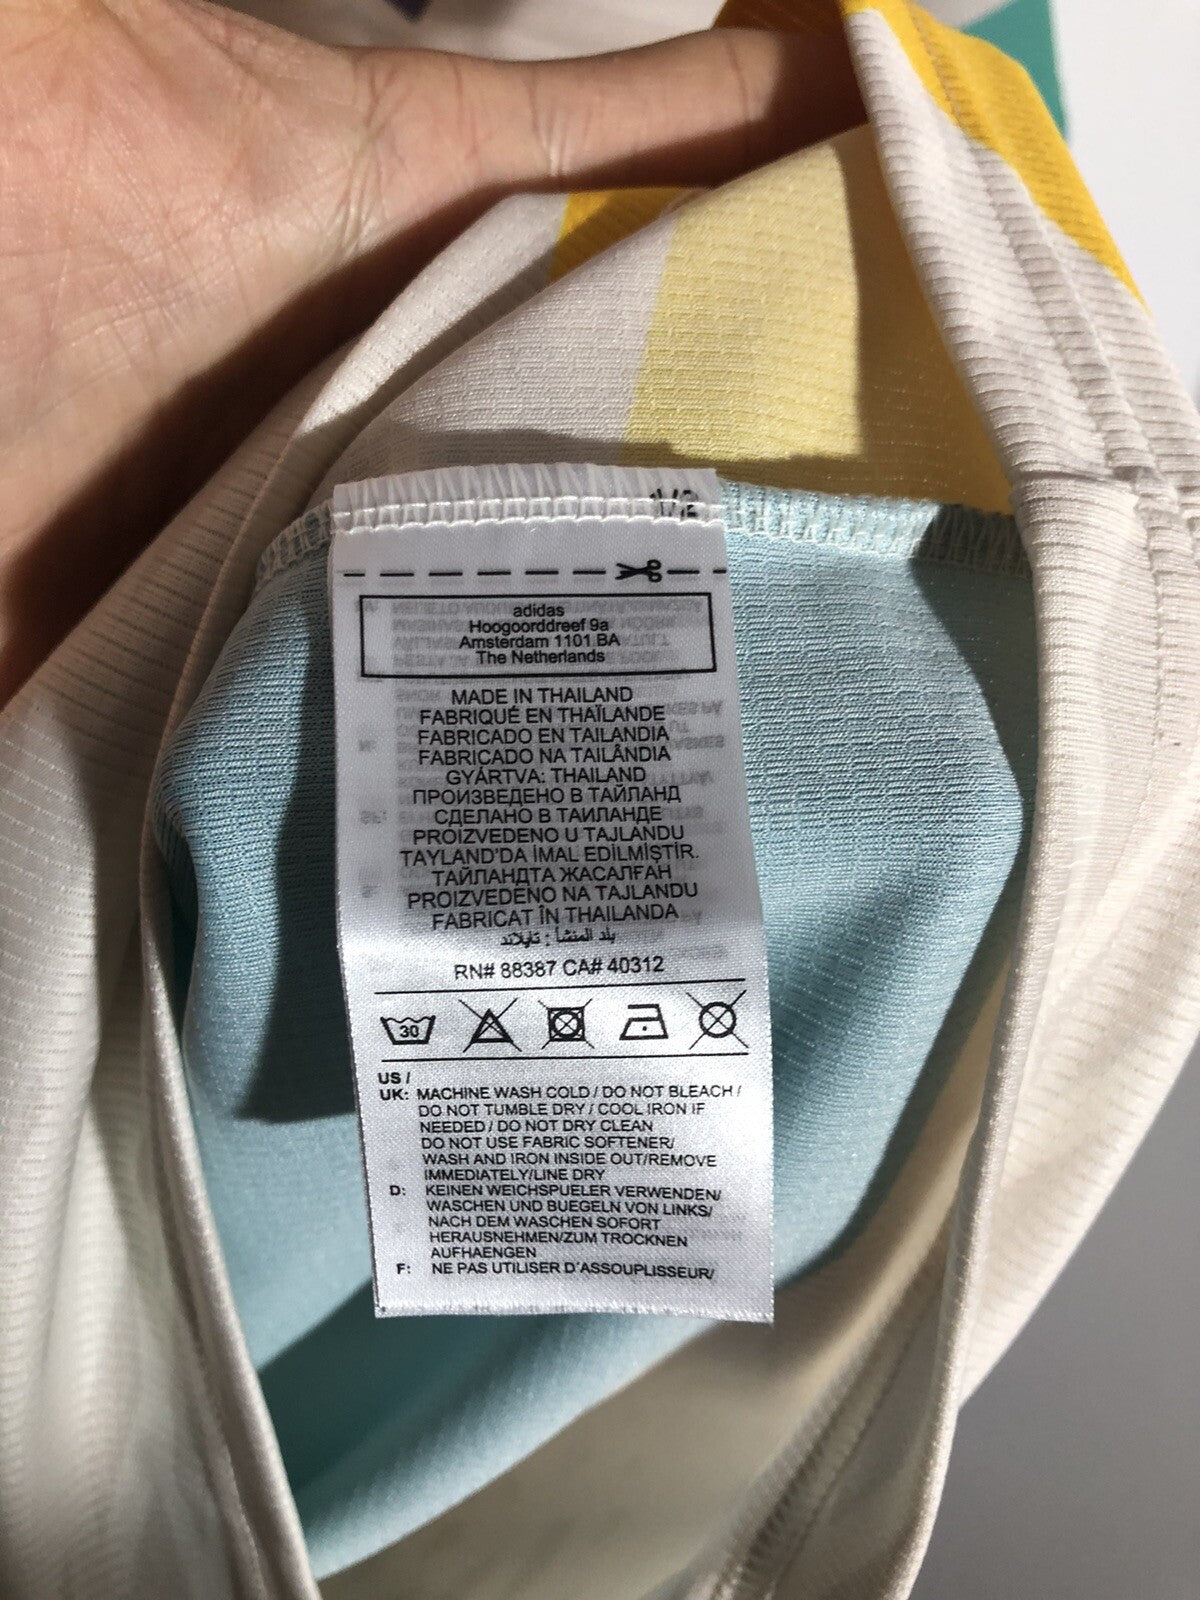 1/2
adidas
Hoogoorddreef 9a
Amsterdam 1101 BA
The Netherlands
MADE IN THAILAND
FABRIQUÉ EN THAÏLANDE
FABRICADO EN TAILANDIA
FABRICADO NA TAILÂNDIA
GYÁRTVA: THAILAND
ПРОИЗВЕДЕНО В ТАЙЛАНД
СДЕЛАНО В ТАИЛАНДЕ
PROIZVEDENO U TAJLANDU
TAYLAND'DA İMAL EDİLMİŞTİR.
ТАЙЛАНДТА ЖАСАЛҒАН
PROIZVEDENO NA TAJLANDU
FABRICAT ÎN THAILANDA
بلد المنشأ : تايلاند
RN# 88387 CA# 40312
30
US /
UK: MACHINE WASH COLD / DO NOT BLEACH /
DO NOT TUMBLE DRY / COOL IRON IF
NEEDED / DO NOT DRY CLEAN
DO NOT USE FABRIC SOFTENER/
WASH AND IRON INSIDE OUT/REMOVE
IMMEDIATELY/LINE DRY
D: KEINEN WEICHSPUELER VERWENDEN/
WASCHEN UND BUEGELN VON LINKS/
NACH DEM WASCHEN SOFORT
HERAUSNEHMEN/ZUM TROCKNEN
AUFHAENGEN
F: NE PAS UTILISER D'ASSOUPLISSEUR/